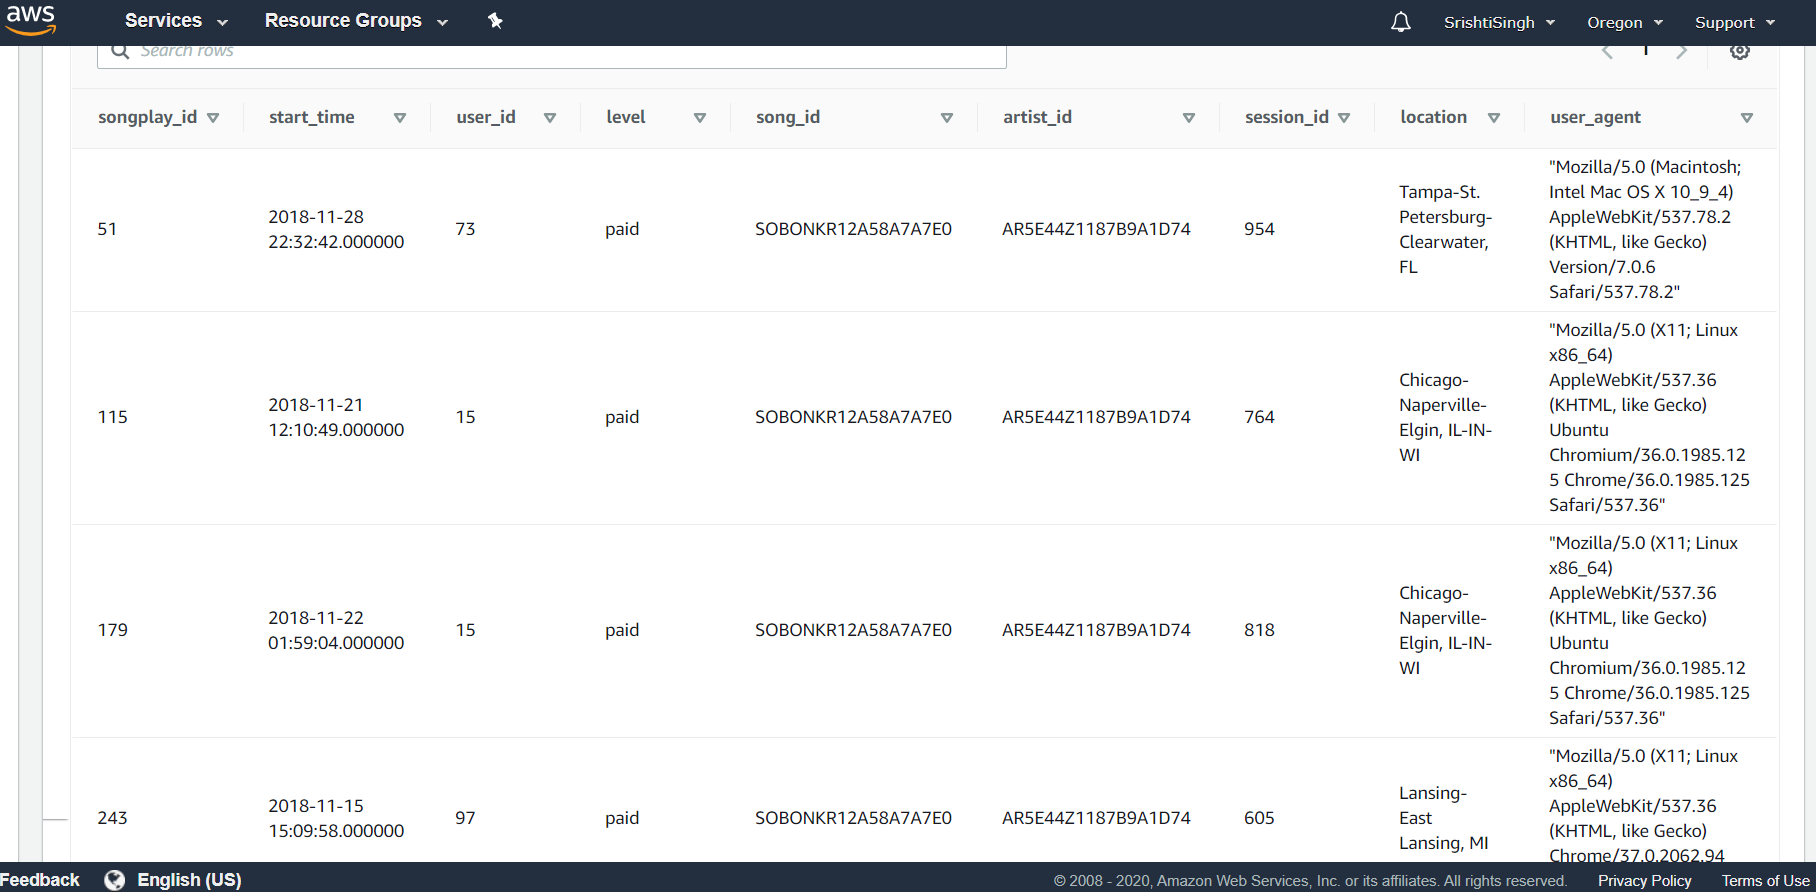 aws Services Resource Groups SrishtiSingh Oregon Support
Search rows 1
songplay_id start_time user_id level song_id artist_id session_id location user_agent
51
2018-11-28
22:32:42.000000
73
paid
SOBONKR12A58A7A7E0
AR5E44Z1187B9A1D74
954
Tampa-St.
Petersburg-
Clearwater,
FL
"Mozilla/5.0 (Macintosh;
Intel Mac OS X 10_9_4)
AppleWebKit/537.78.2
(KHTML, like Gecko)
Version/7.0.6
Safari/537.78.2"
115
2018-11-21
12:10:49.000000
15
paid
SOBONKR12A58A7A7E0
AR5E44Z1187B9A1D74
764
Chicago-
Naperville-
Elgin, IL-IN-
WI
"Mozilla/5.0 (X11; Linux
x86_64)
AppleWebKit/537.36
(KHTML, like Gecko)
Ubuntu
Chromium/36.0.1985.12
5 Chrome/36.0.1985.125
Safari/537.36"
179
2018-11-22
01:59:04.000000
15
paid
SOBONKR12A58A7A7E0
AR5E44Z1187B9A1D74
818
Chicago-
Naperville-
Elgin, IL-IN-
WI
"Mozilla/5.0 (X11; Linux
x86_64)
AppleWebKit/537.36
(KHTML, like Gecko)
Ubuntu
Chromium/36.0.1985.12
5 Chrome/36.0.1985.125
Safari/537.36"
243
2018-11-15
15:09:58.000000
97
paid
SOBONKR12A58A7A7E0
AR5E44Z1187B9A1D74
605
Lansing-
East
Lansing, MI
"Mozilla/5.0 (X11; Linux
x86_64)
AppleWebKit/537.36
(KHTML, like Gecko)
Chrome/37.0.2062.94
Feedback English (US) © 2008 - 2020, Amazon Web Services, Inc. or its affiliates. All rights reserved. Privacy Policy Terms of Use